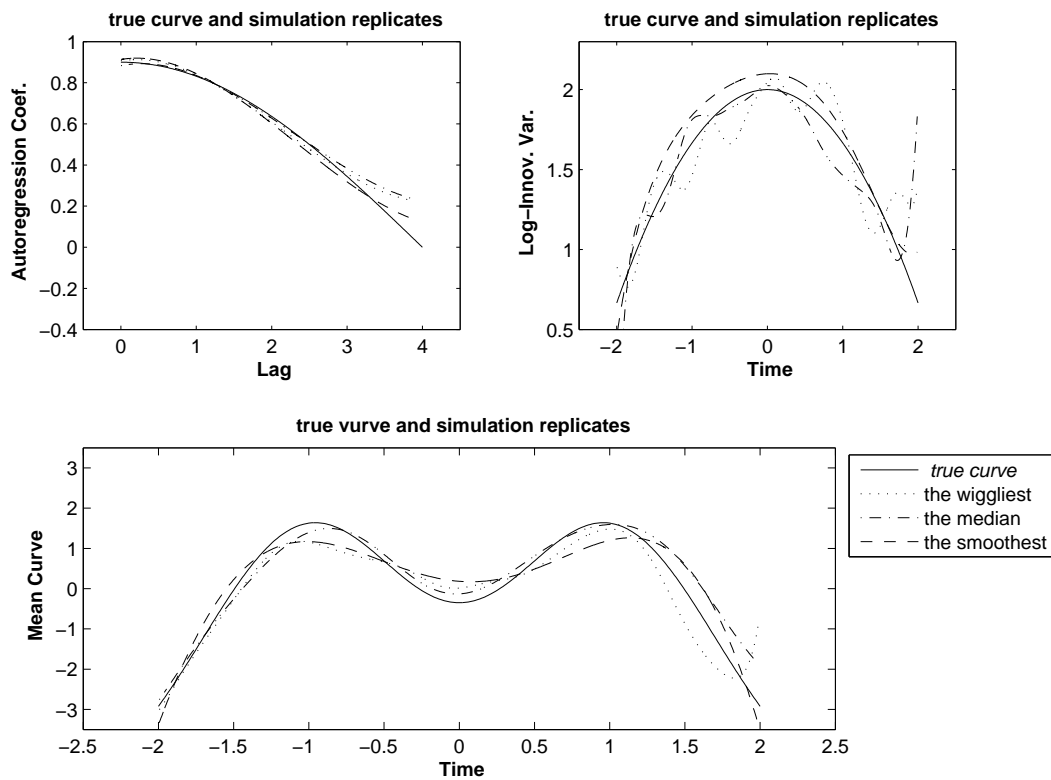 true curve and simulation replicates
1
0.8
0.6
0.4
0.2
0
−0.2
−0.4
Autoregression Coef.
0 1 2 3 4
Lag
true curve and simulation replicates
2
1.5
1
0.5
Log−Innov. Var.
−2 −1 0 1 2
Time
true vurve and simulation replicates
3
2
1
0
−1
−2
−3
Mean Curve
−2.5 −2 −1.5 −1 −0.5 0 0.5 1 1.5 2 2.5
Time
true curve
the wiggliest
the median
the smoothest